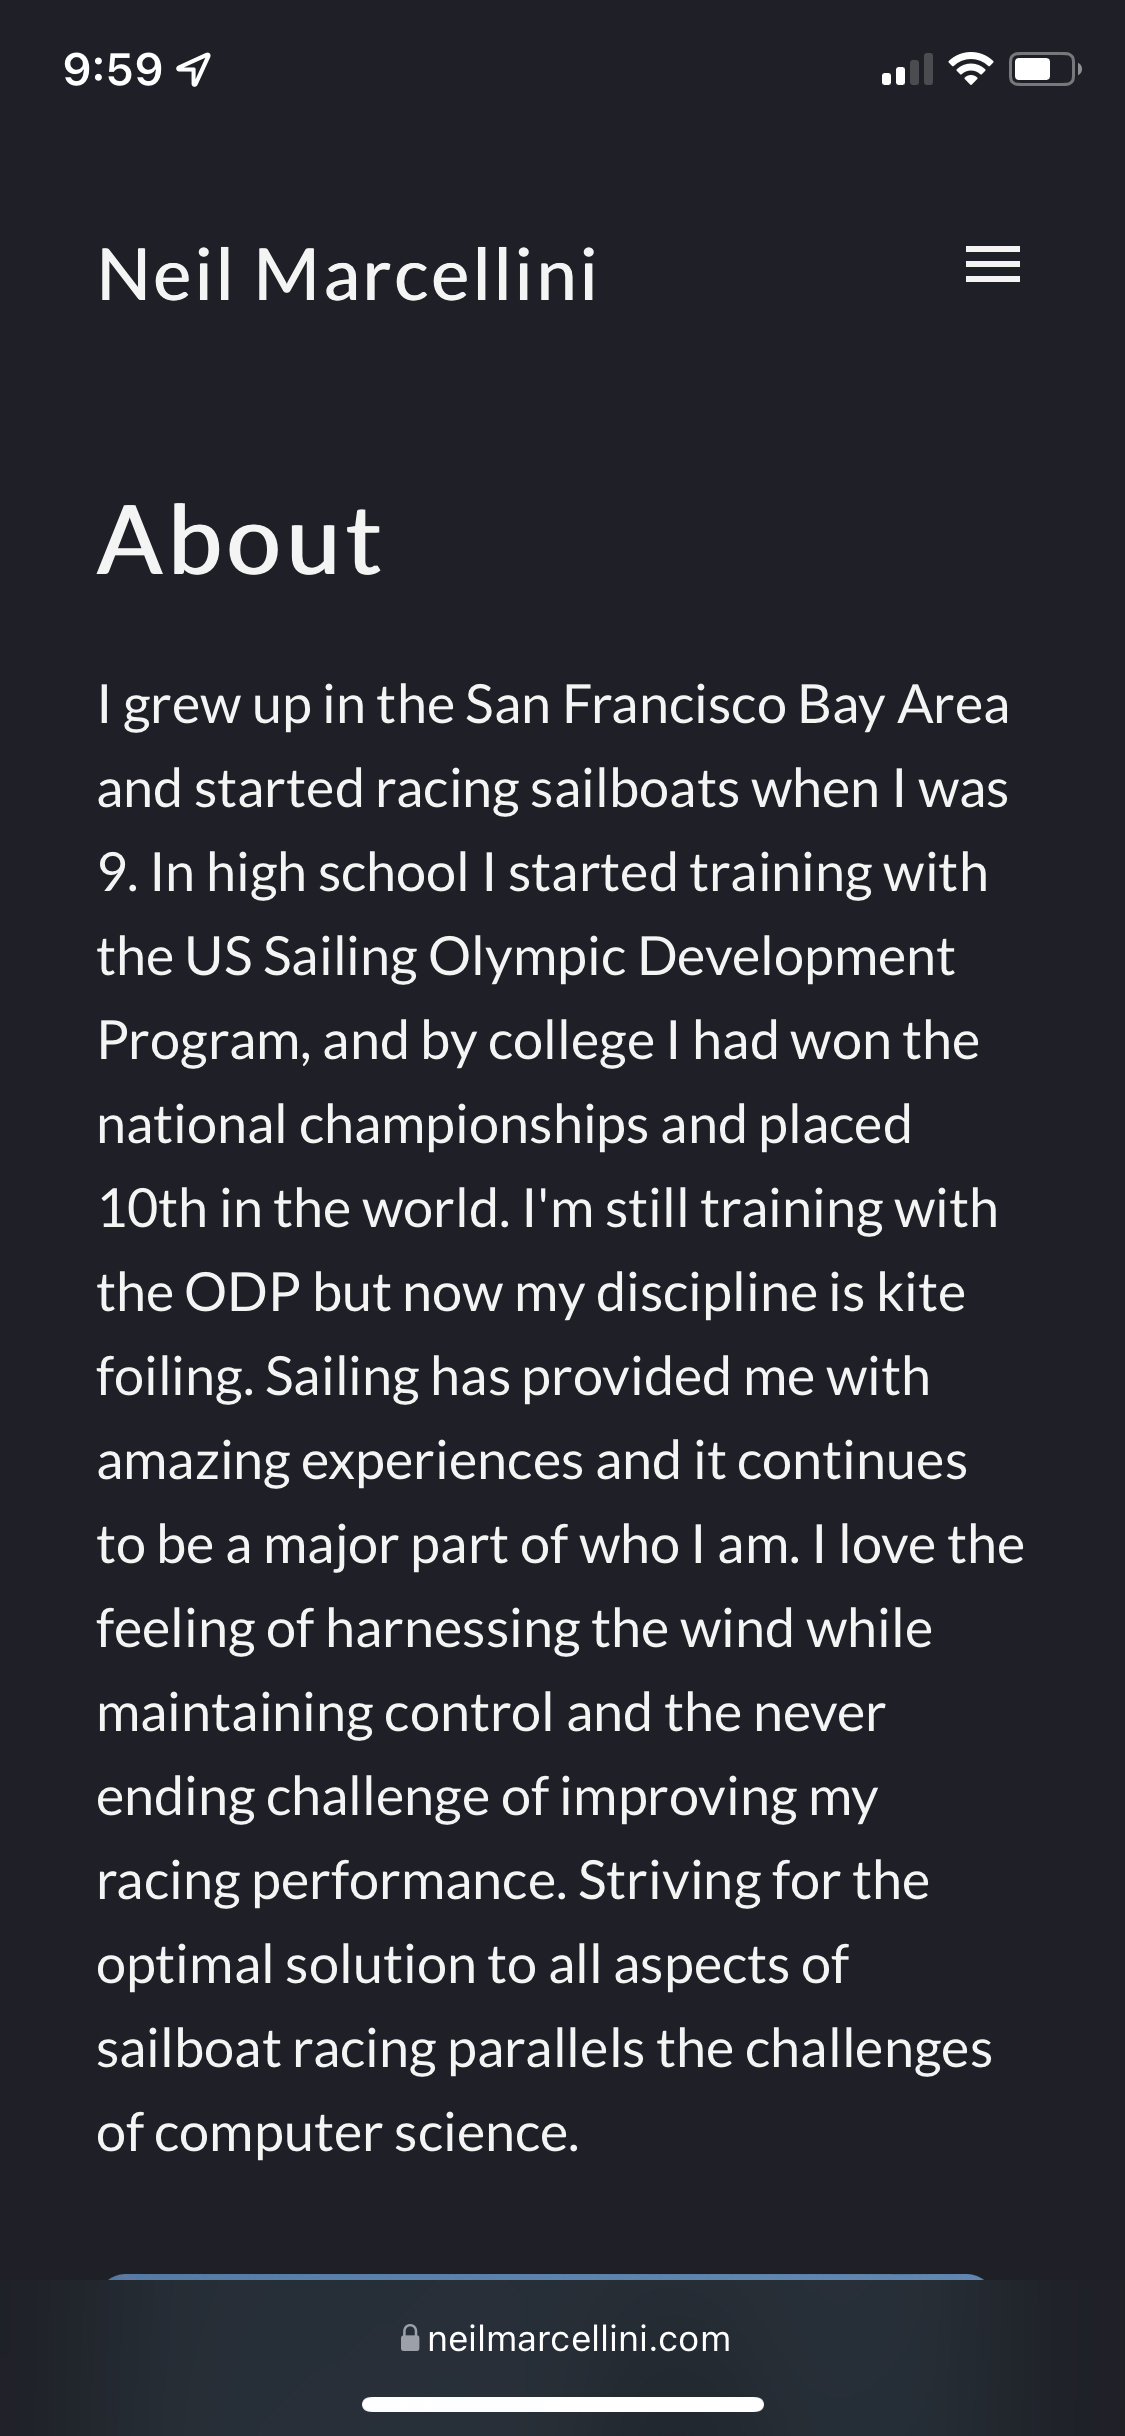 9:59
Neil Marcellini
About
I grew up in the San Francisco Bay Area
and started racing sailboats when I was
9. In high school I started training with
the US Sailing Olympic Development
Program, and by college I had won the
national championships and placed
10th in the world. I'm still training with
the ODP but now my discipline is kite
foiling. Sailing has provided me with
amazing experiences and it continues
to be a major part of who I am. I love the
feeling of harnessing the wind while
maintaining control and the never
ending challenge of improving my
racing performance. Striving for the
optimal solution to all aspects of
sailboat racing parallels the challenges
of computer science.
neilmarcellini.com